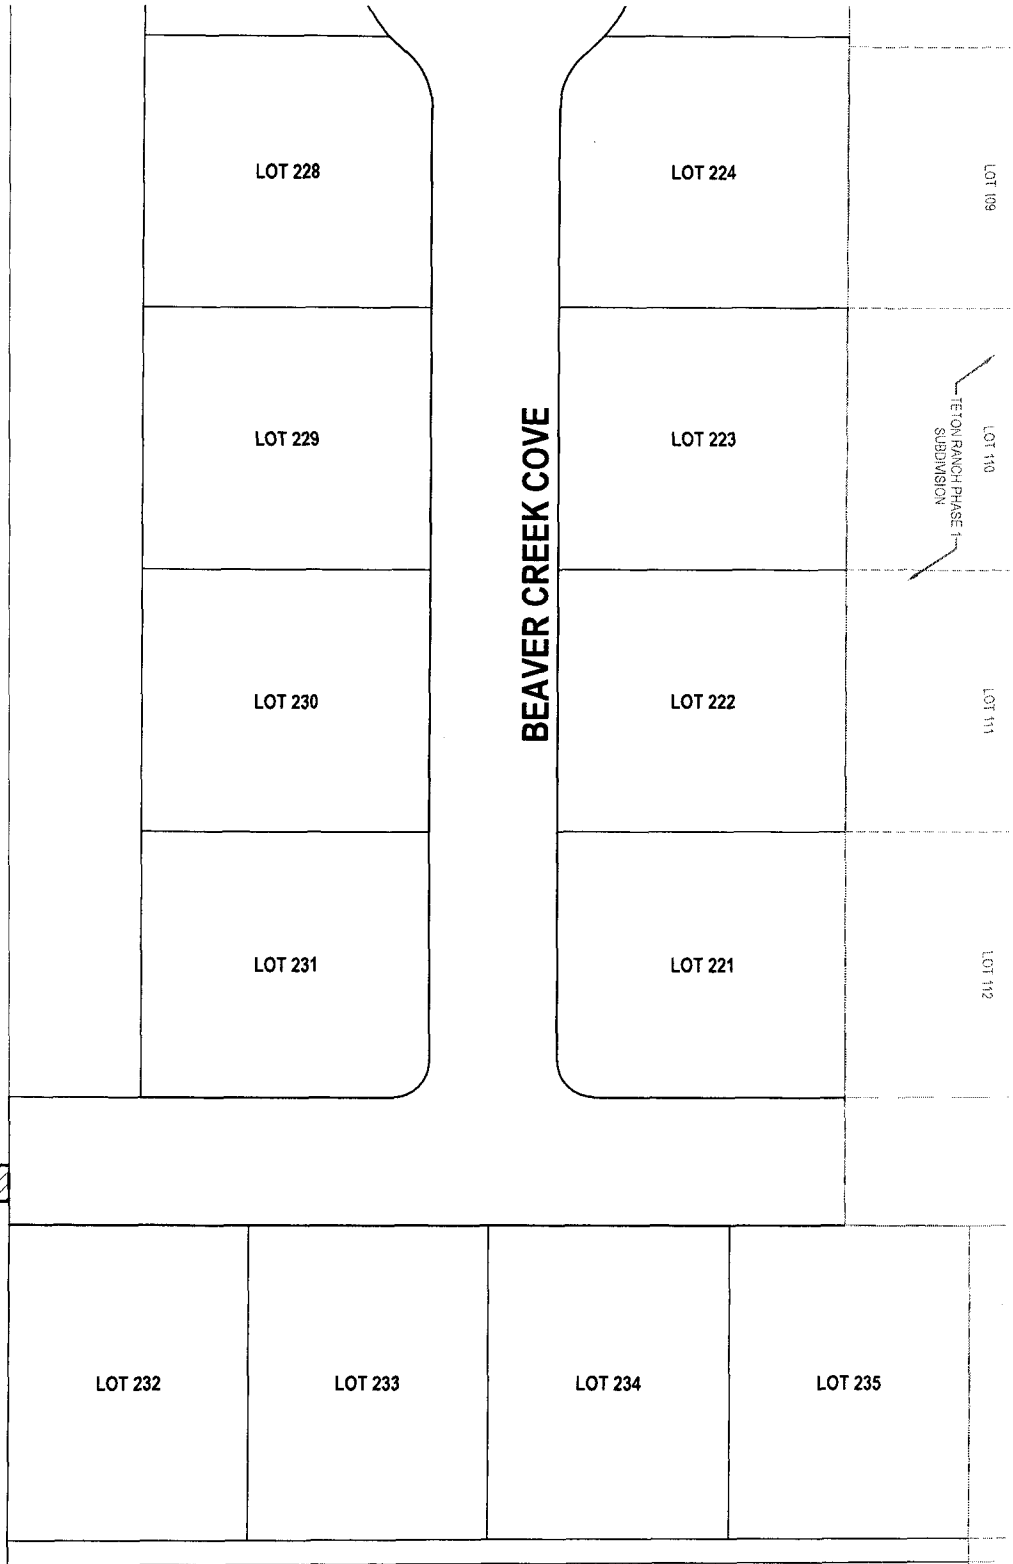 LOT 228
LOT 224
LOT 109
LOT 229
BEAVER CREEK COVE
LOT 223
TETON RANCH PHASE 1
SUBDIVISION
LOT 110
LOT 230
LOT 222
LOT 111
LOT 231
LOT 221
LOT 112
LOT 232
LOT 233
LOT 234
LOT 235